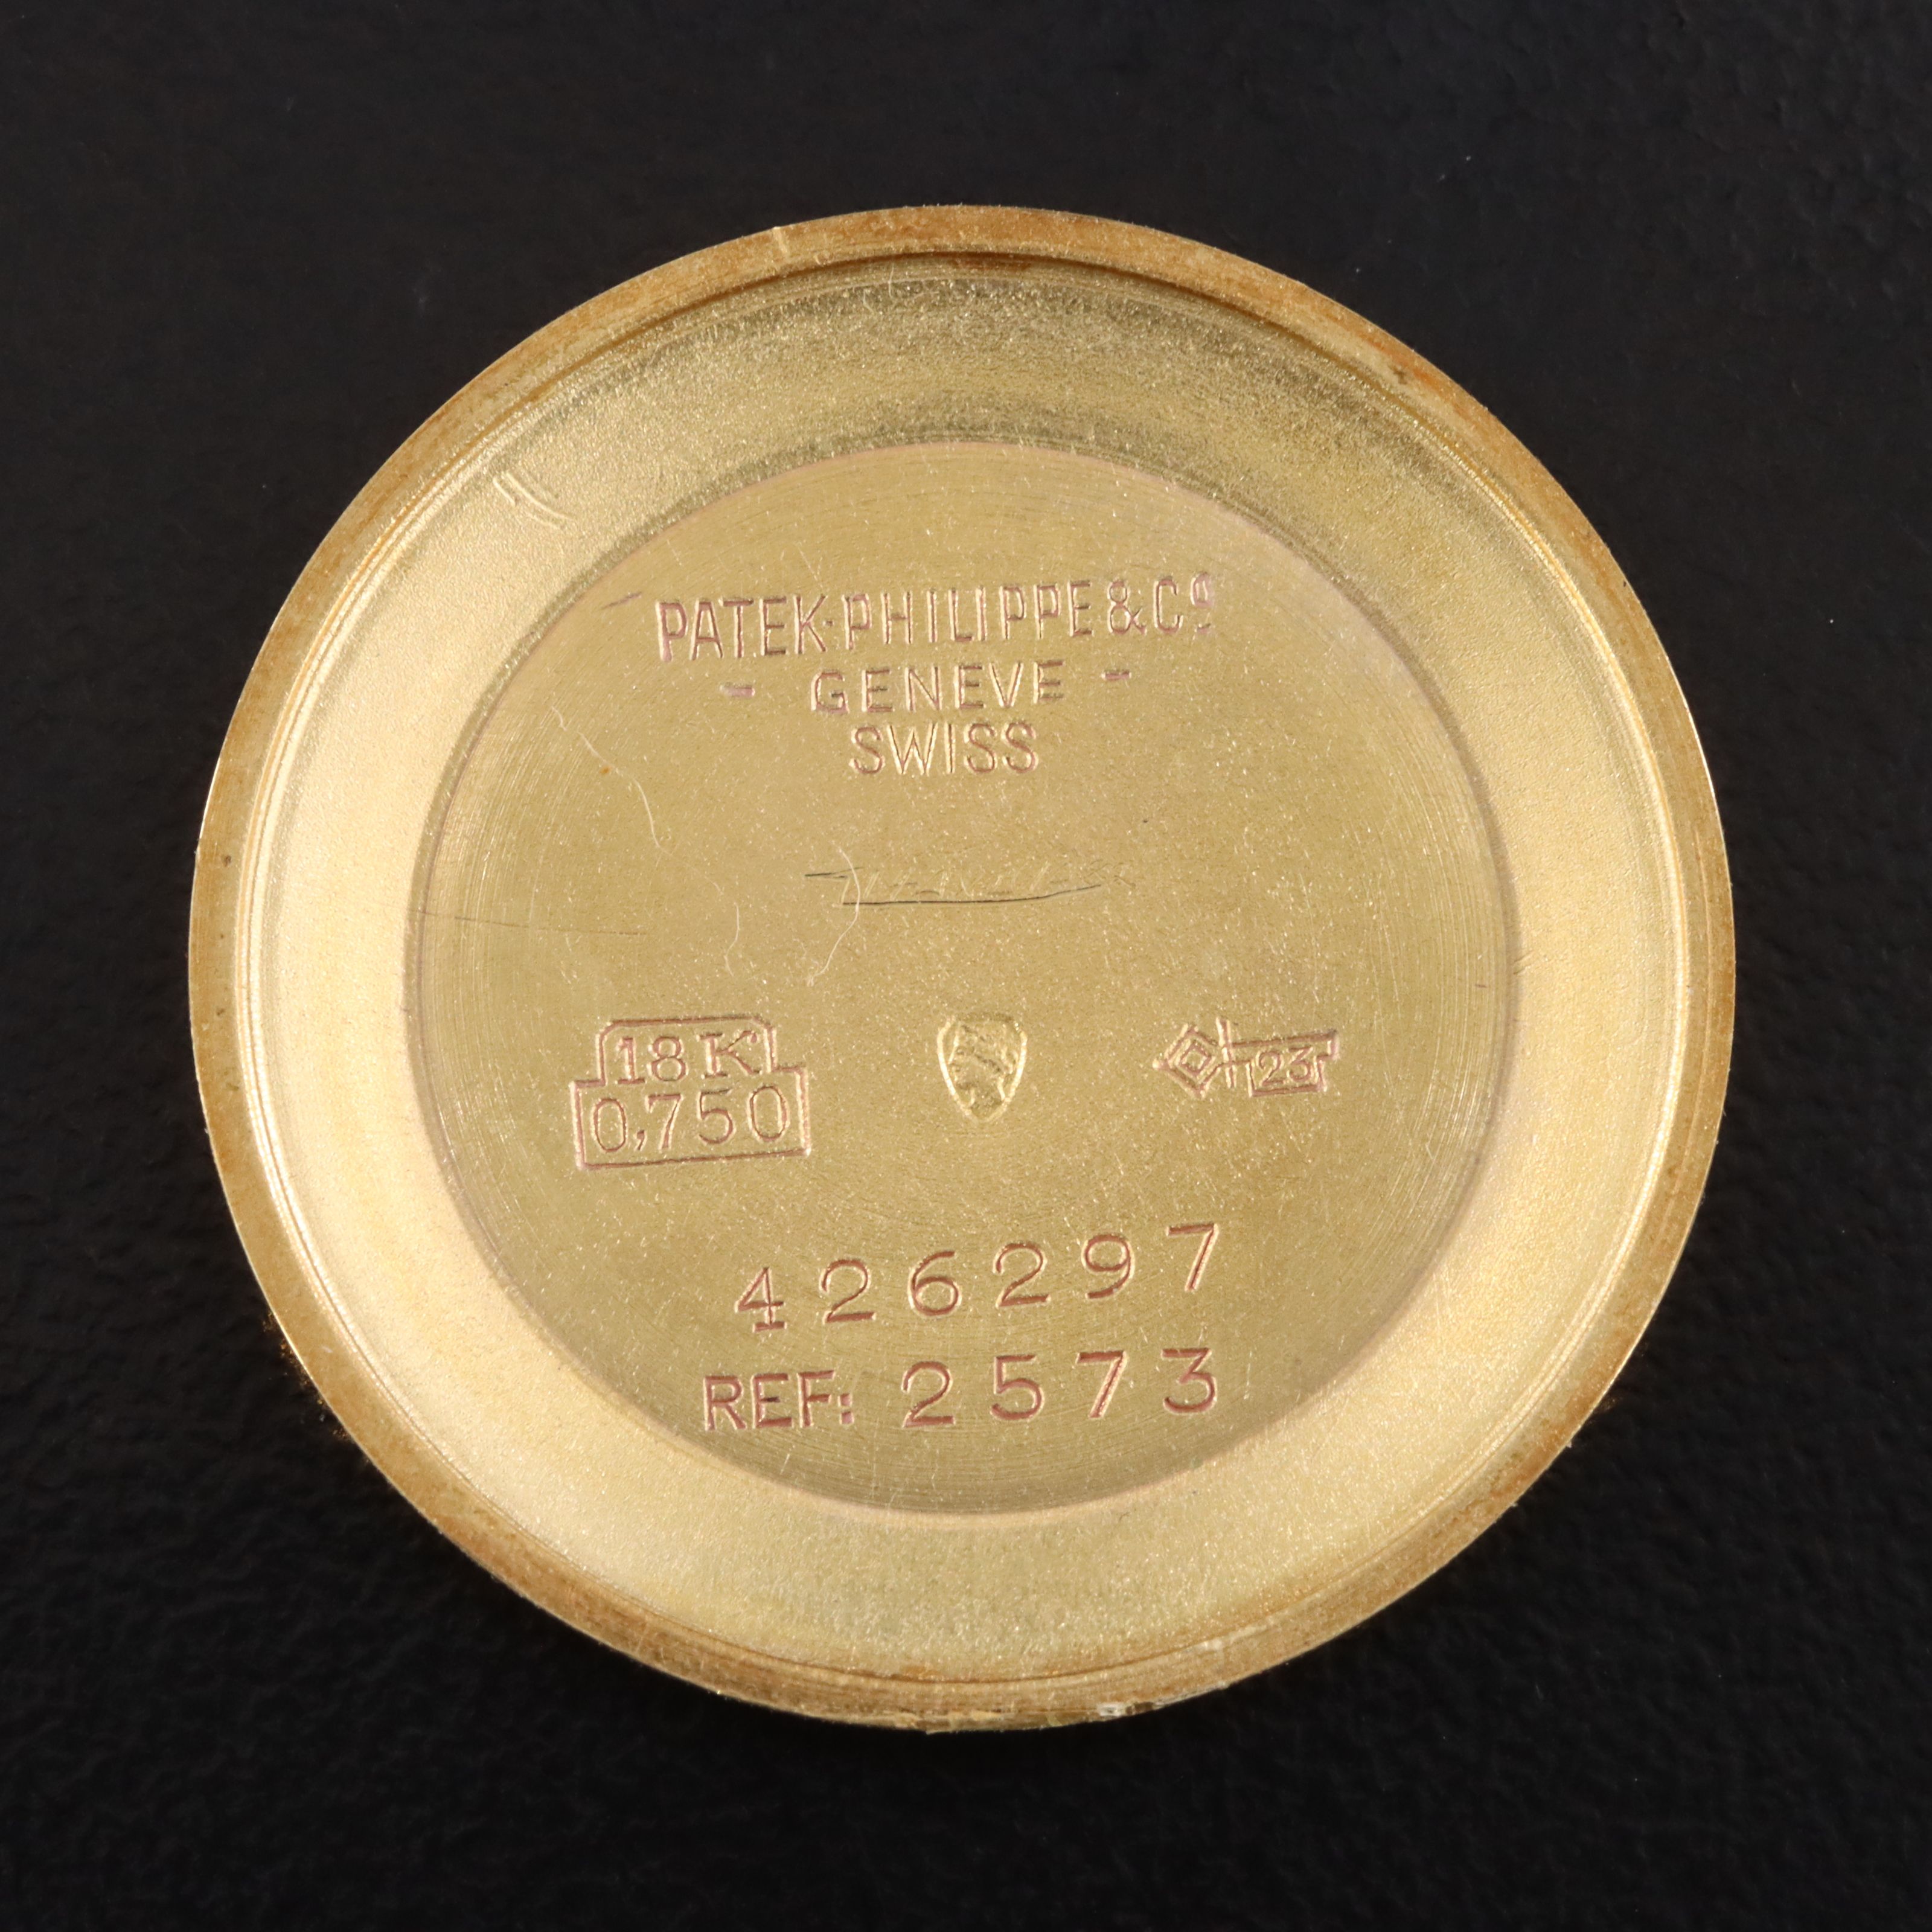 PATEK·PHILIPPE & Cº
- GENEVE -
SWISS
18K
0,750
23
426297
REF: 2573